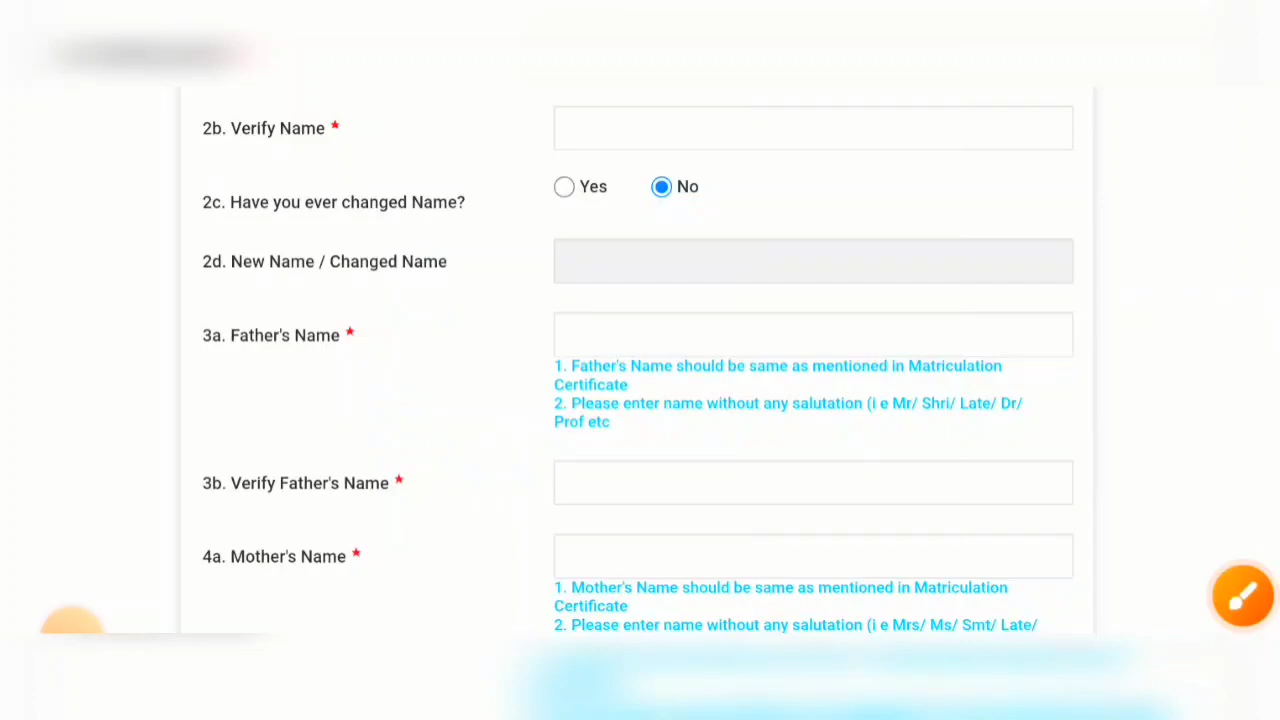 2b. Verify Name *
Yes No
2c. Have you ever changed Name?
2d. New Name / Changed Name
3a. Father's Name *
1. Father's Name should be same as mentioned in Matriculation
Certificate
2. Please enter name without any salutation (i e Mr/ Shri/ Late/ Dr/
Prof etc
3b. Verify Father's Name *
4a. Mother's Name *
1. Mother's Name should be same as mentioned in Matriculation
Certificate
2. Please enter name without any salutation (i e Mrs/ Ms/ Smt/ Late/